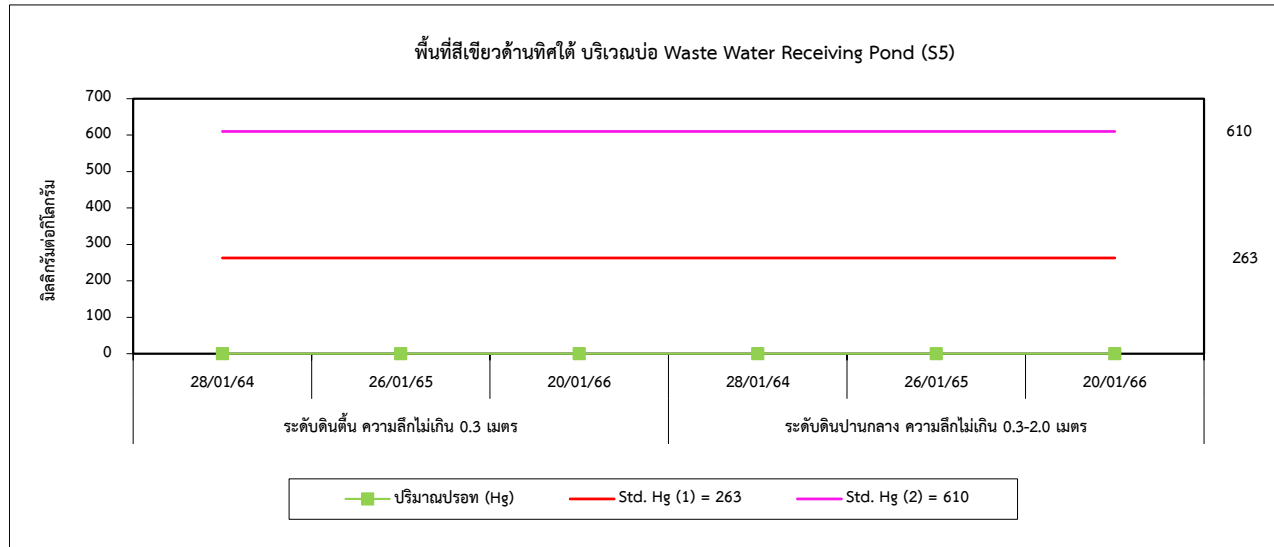 พื้นที่สีเขียวด้านทิศใต้ บริเวณบ่อ Waste Water Receiving Pond (S5)
มิลลิกรัมต่อกิโลกรัม
700
600
500
400
300
200
100
0
610
263
28/01/64 26/01/65 20/01/66 28/01/64 26/01/65 20/01/66
ระดับดินตื้น ความลึกไม่เกิน 0.3 เมตร ระดับดินปานกลาง ความลึกไม่เกิน 0.3-2.0 เมตร
ปริมาณปรอท (Hg) Std. Hg (1) = 263 Std. Hg (2) = 610